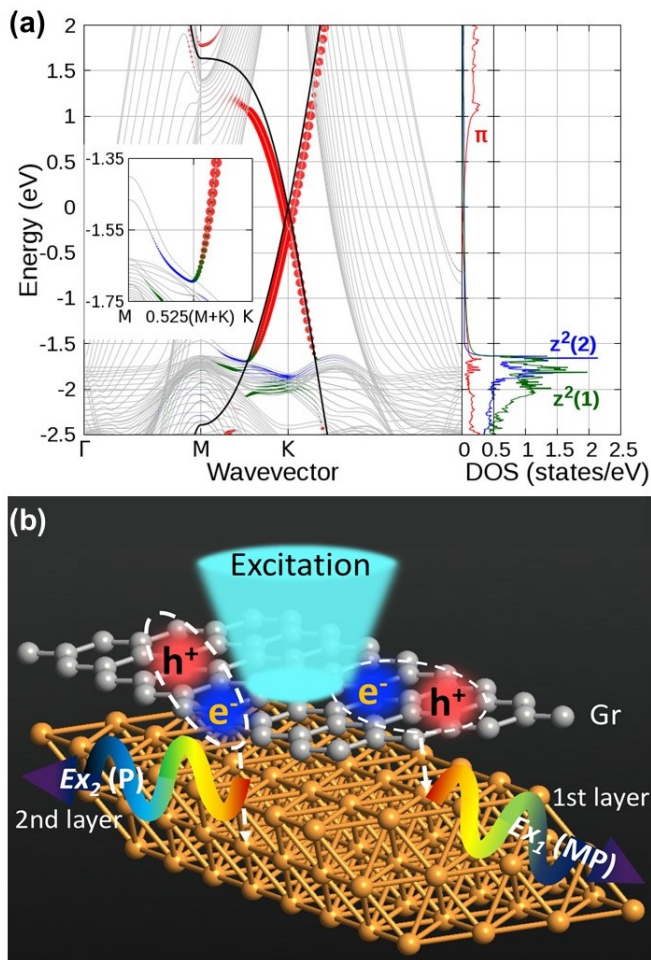 (a)
2
1.5
1
0.5
0
-0.5
-1
-1.5
-2
-2.5
Energy (eV)
-1.35
-1.55
-1.75
M 0.525(M+K) K
Γ M K
Wavevector
π
z²(2)
z²(1)
0 0.5 1 1.5 2 2.5
DOS (states/eV)
(b)
Excitation
h⁺
e⁻
e⁻
h⁺
Gr
Ex₂ (P)
2nd layer
1st layer
Ex₁ (MP)